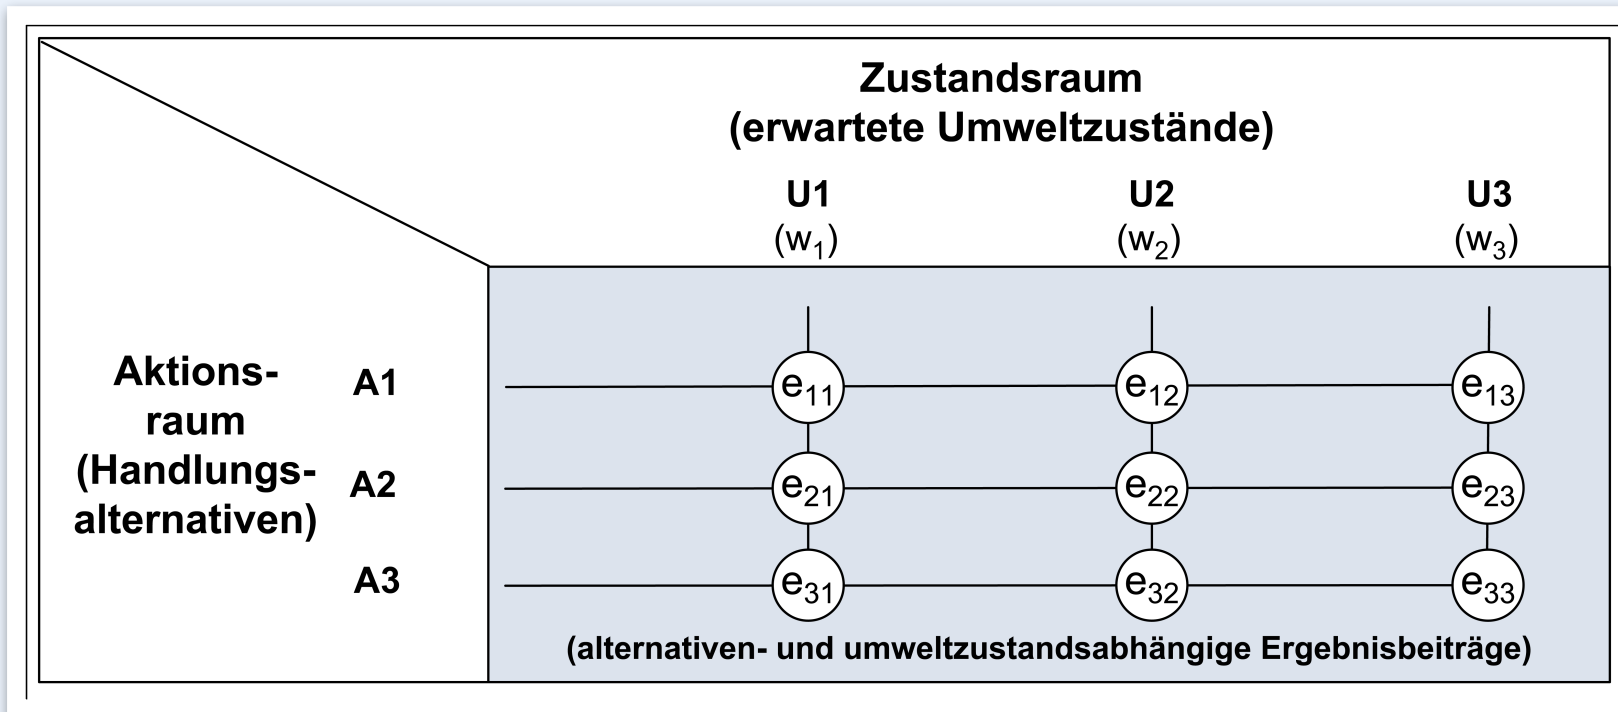 Zustandsraum
(erwartete Umweltzustände)
U1 U2 U3
(w₁) (w₂) (w₃)
Aktions-
raum
(Handlungs-
alternativen)
A1 e₁₁ e₁₂ e₁₃
A2 e₂₁ e₂₂ e₂₃
A3 e₃₁ e₃₂ e₃₃
(alternativen- und umweltzustandsabhängige Ergebnisbeiträge)